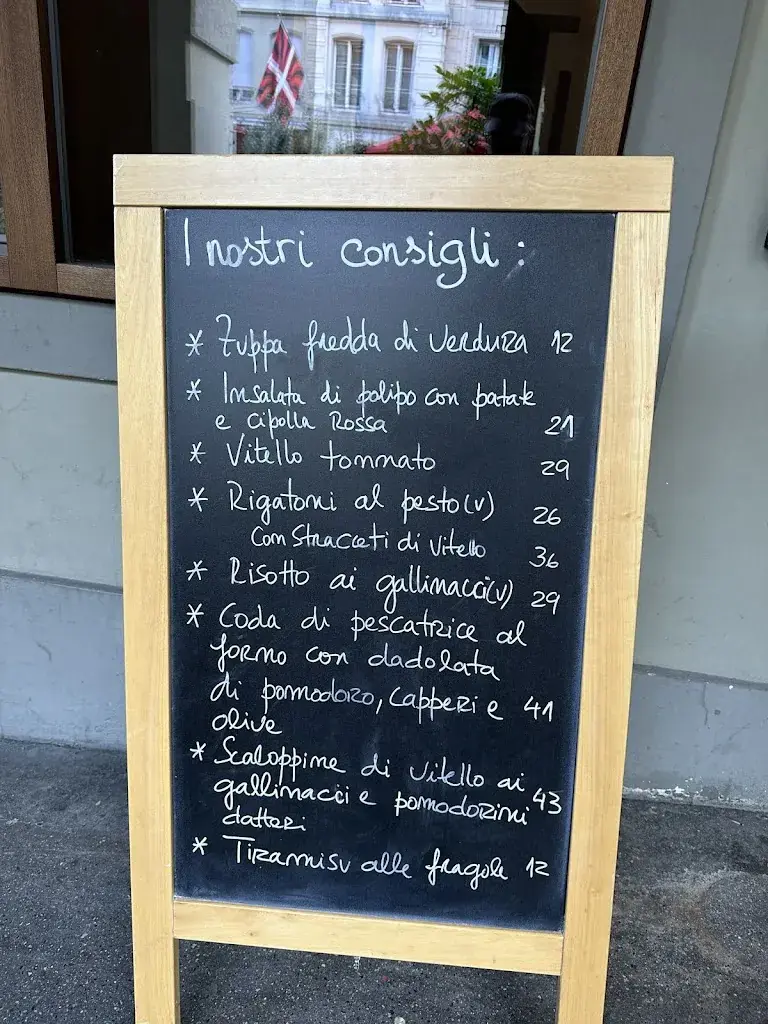 I nostri consigli:
* Zuppa fredda di verdura 12
* Insalata di polipo con patate
e cipolla Rossa 21
* Vitello tonnato 29
* Rigatoni al pesto (v) 26
con Straccetti di Vitello 36
* Risotto ai gallinacci (v) 29
* Coda di pescatrice al
forno con dadolata
di pomodoro, capperi e 41
olive
* Scaloppine di vitello ai
gallinacci e pomodorini 43
datteri
* Tiramisu alle fragole 12